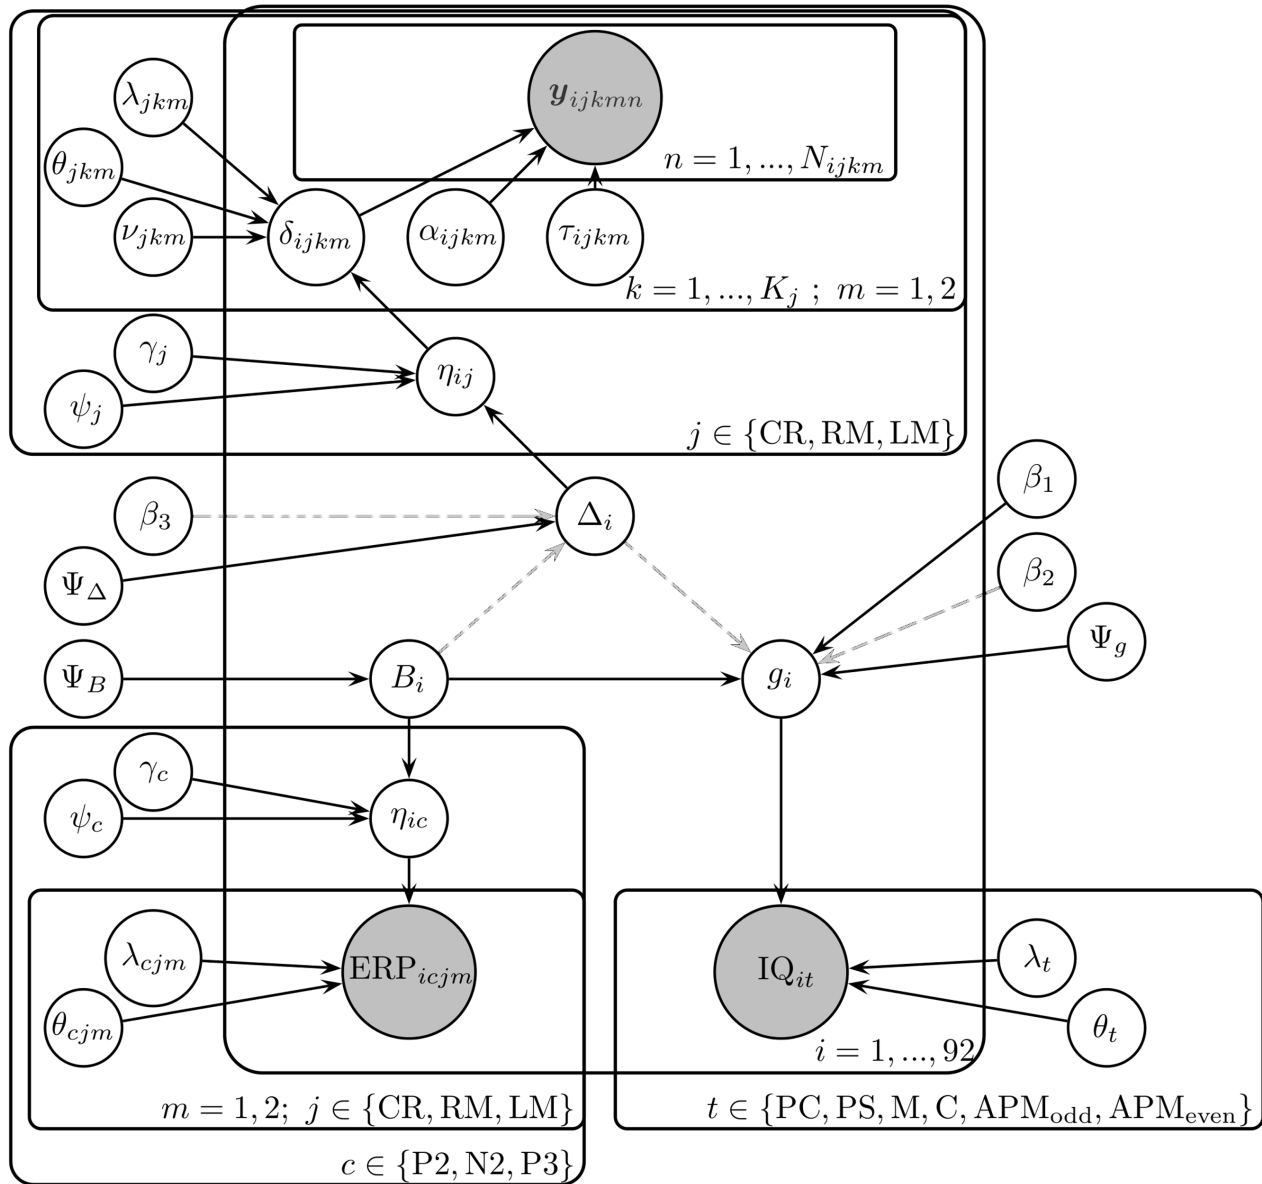 λ_jkm
y_ijkmn
θ_jkm
n = 1, ..., N_ijkm
ν_jkm
δ_ijkm
α_ijkm
τ_ijkm
k = 1, ..., K_j ; m = 1, 2
γ_j
η_ij
ψ_j
j ∈ {CR, RM, LM}
β_1
β_3
Δ_i
β_2
Ψ_Δ
Ψ_g
Ψ_B
B_i
g_i
γ_c
ψ_c
η_ic
λ_cjm
ERP_icjm
IQ_it
λ_t
θ_cjm
θ_t
i = 1, ..., 92
m = 1, 2; j ∈ {CR, RM, LM}
t ∈ {PC, PS, M, C, APM_odd, APM_even}
c ∈ {P2, N2, P3}